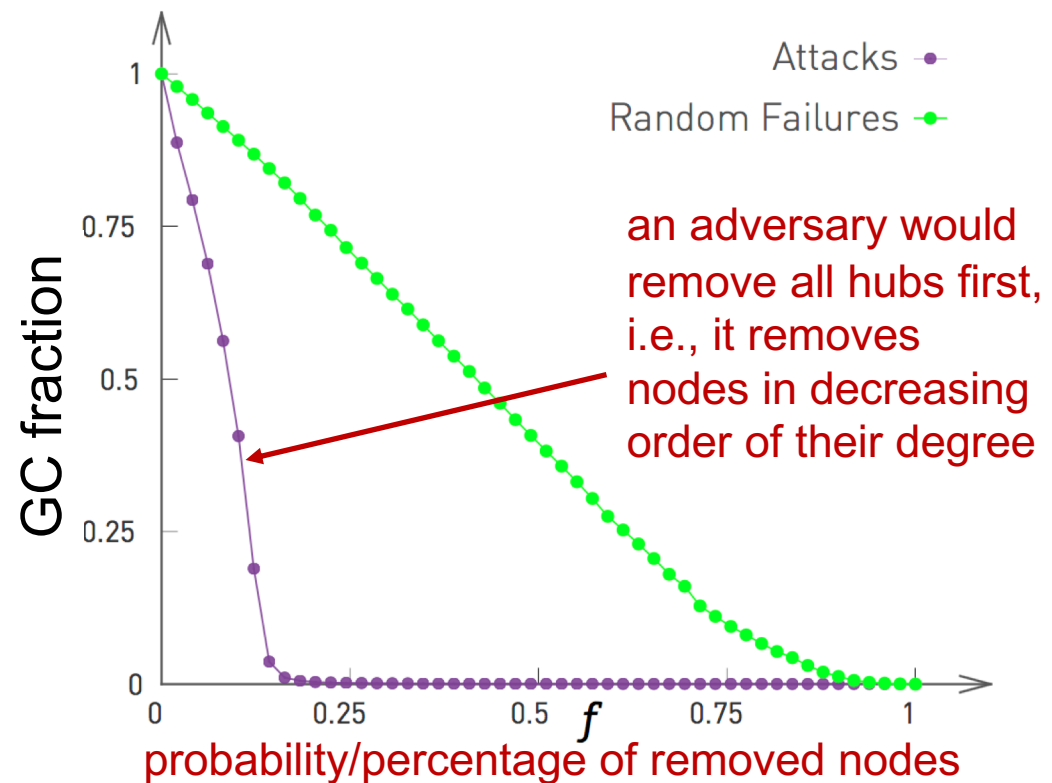 Attacks
Random Failures
1
0.75
0.5
0.25
0
GC fraction
an adversary would
remove all hubs first,
i.e., it removes
nodes in decreasing
order of their degree
0 0.25 0.5 f 0.75 1
probability/percentage of removed nodes